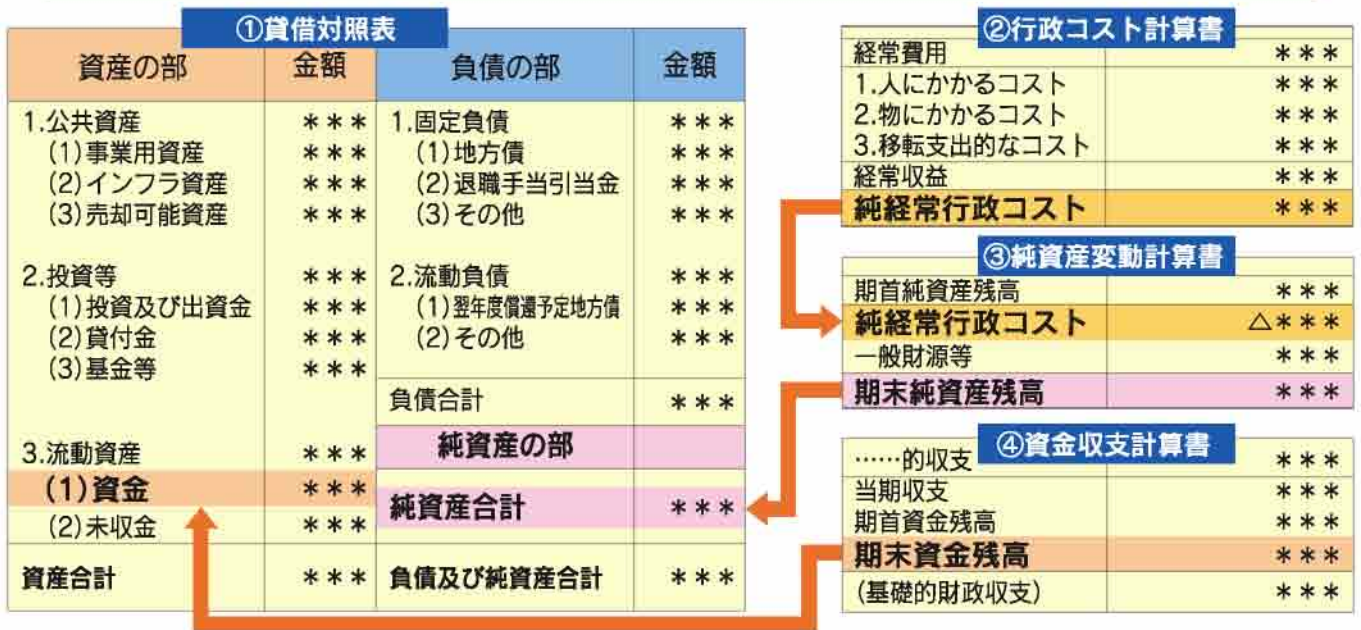 ①貸借対照表
資産の部 金額 負債の部 金額
1.公共資産 ＊＊＊ 1.固定負債 ＊＊＊
(1)事業用資産 ＊＊＊ (1)地方債 ＊＊＊
(2)インフラ資産 ＊＊＊ (2)退職手当引当金 ＊＊＊
(3)売却可能資産 ＊＊＊ (3)その他 ＊＊＊
2.投資等 ＊＊＊ 2.流動負債 ＊＊＊
(1)投資及び出資金 ＊＊＊ (1)翌年度償還予定地方債 ＊＊＊
(2)貸付金 ＊＊＊ (2)その他 ＊＊＊
(3)基金等 ＊＊＊
負債合計 ＊＊＊
3.流動資産 ＊＊＊ 純資産の部
(1)資金 ＊＊＊
純資産合計 ＊＊＊
(2)未収金 ＊＊＊
資産合計 ＊＊＊ 負債及び純資産合計 ＊＊＊
②行政コスト計算書
経常費用 ＊＊＊
1.人にかかるコスト ＊＊＊
2.物にかかるコスト ＊＊＊
3.移転支出的なコスト ＊＊＊
経常収益 ＊＊＊
純経常行政コスト ＊＊＊
③純資産変動計算書
期首純資産残高 ＊＊＊
純経常行政コスト △＊＊＊
一般財源等 ＊＊＊
期末純資産残高 ＊＊＊
④資金収支計算書
……的収支 ＊＊＊
当期収支 ＊＊＊
期首資金残高 ＊＊＊
期末資金残高 ＊＊＊
(基礎的財政収支) ＊＊＊